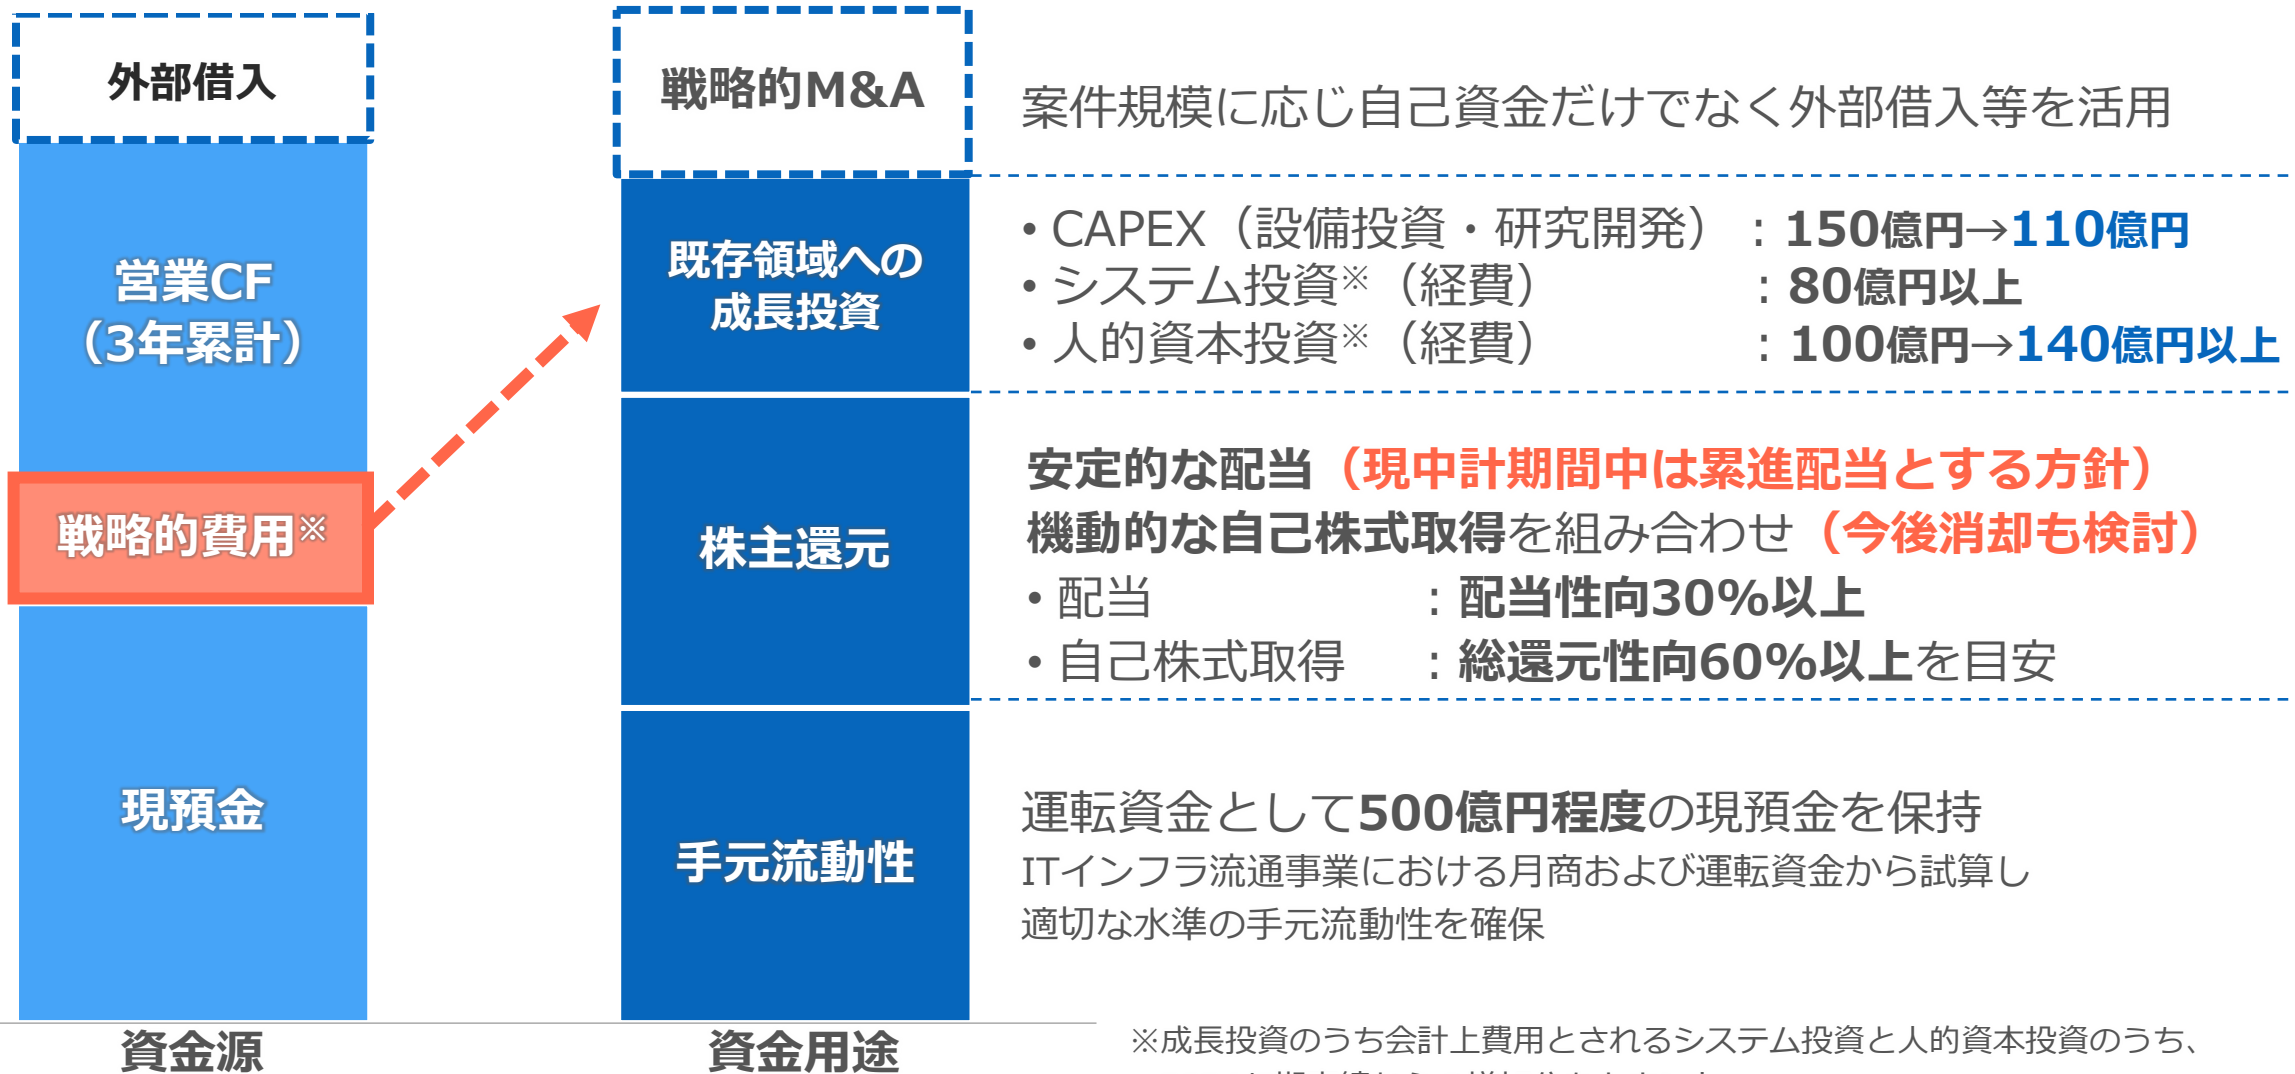 外部借入
営業CF
（3年累計）
戦略的費用※
現預金
資金源
戦略的M&A
既存領域への
成長投資
株主還元
手元流動性
資金用途
案件規模に応じ自己資金だけでなく外部借入等を活用
• CAPEX（設備投資・研究開発）：150億円→110億円
• システム投資※（経費）：80億円以上
• 人的資本投資※（経費）：100億円→140億円以上
安定的な配当（現中計期間中は累進配当とする方針）
機動的な自己株式取得を組み合わせ（今後消却も検討）
• 配当：配当性向30%以上
• 自己株式取得：総還元性向60%以上を目安
運転資金として500億円程度の現預金を保持
ITインフラ流通事業における月商および運転資金から試算し
適切な水準の手元流動性を確保
※成長投資のうち会計上費用とされるシステム投資と人的資本投資のうち、